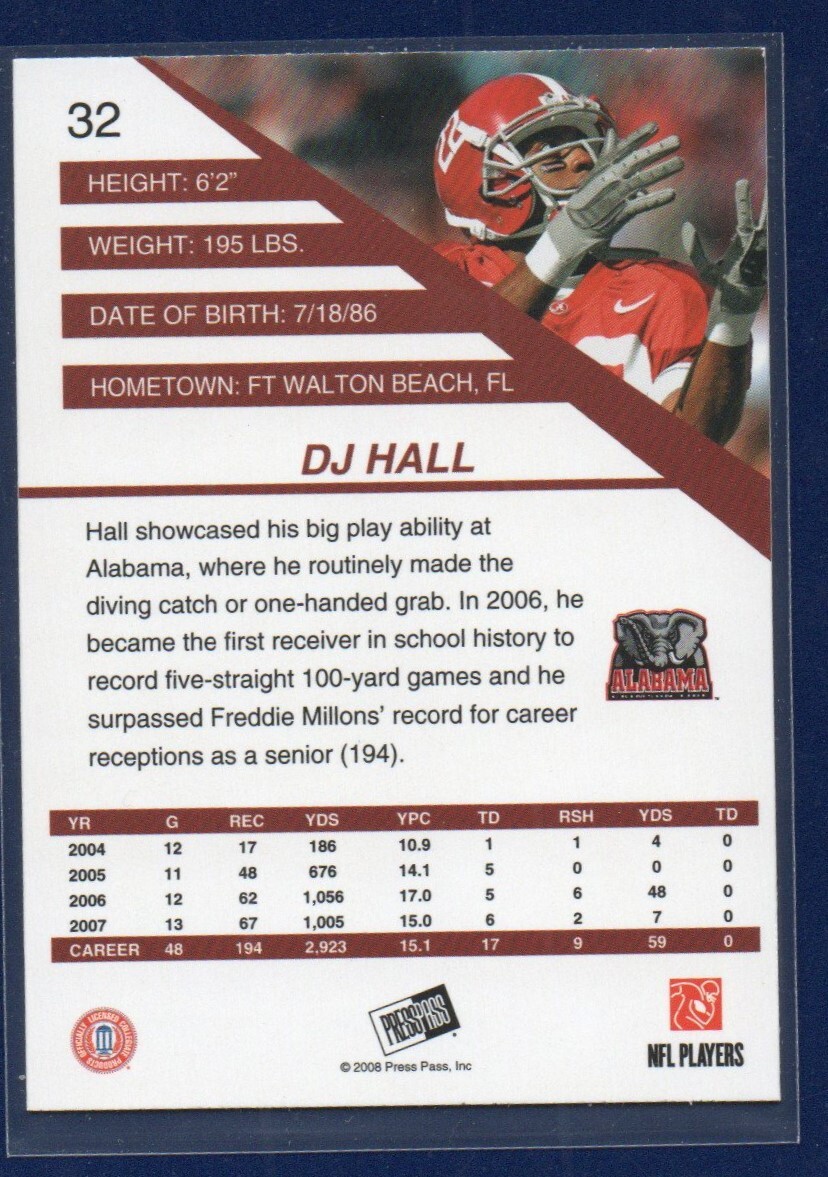 32
HEIGHT: 6'2"
WEIGHT: 195 LBS.
DATE OF BIRTH: 7/18/86
HOMETOWN: FT WALTON BEACH, FL
22
DJ HALL
Hall showcased his big play ability at
Alabama, where he routinely made the
diving catch or one-handed grab. In 2006, he
became the first receiver in school history to
record five-straight 100-yard games and he
surpassed Freddie Millons' record for career
receptions as a senior (194).
ALABAMA
CRIMSON TIDE
YR G REC YDS YPC TD RSH YDS TD
2004 12 17 186 10.9 1 1 4 0
2005 11 48 676 14.1 5 0 0 0
2006 12 62 1,056 17.0 5 6 48 0
2007 13 67 1,005 15.0 6 2 7 0
CAREER 48 194 2,923 15.1 17 9 59 0
OFFICIALLY LICENSED COLLEGIATE PRODUCTS
PRESS PASS
© 2008 Press Pass, Inc
NFL PLAYERS